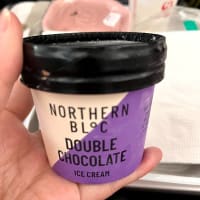 NORTHERN
BLºC
DOUBLE
CHOCOLATE
ICE CREAM